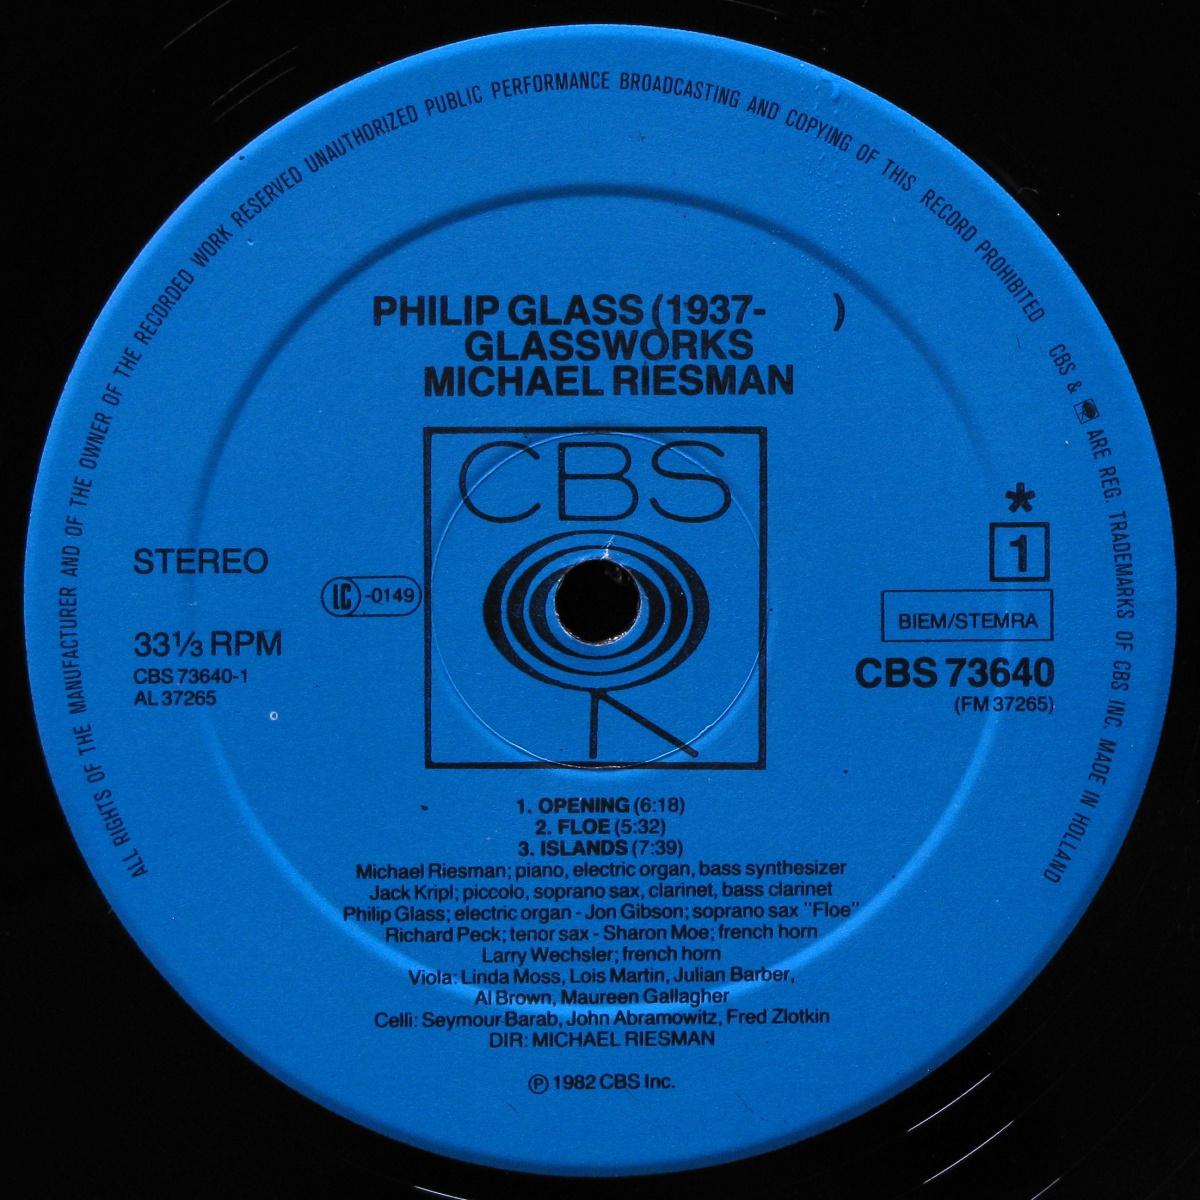 ALL RIGHTS OF THE MANUFACTURER AND OF THE OWNER OF THE RECORDED WORK RESERVED UNAUTHORIZED PUBLIC PERFORMANCE BROADCASTING AND COPYING OF THIS RECORD PROHIBITED CBS & ARE REG. TRADEMARKS OF CBS INC. MADE IN HOLLAND
PHILIP GLASS (1937- )
GLASSWORKS
MICHAEL RIESMAN
CBS
STEREO
LC -0149
33⅓ RPM
CBS 73640-1
AL 37265
*
1
BIEM/STEMRA
CBS 73640
(FM 37265)
1. OPENING (6:18)
2. FLOE (5:32)
3. ISLANDS (7:39)
Michael Riesman; piano, electric organ, bass synthesizer
Jack Kripl; piccolo, soprano sax, clarinet, bass clarinet
Philip Glass; electric organ - Jon Gibson; soprano sax "Floe"
Richard Peck; tenor sax - Sharon Moe; french horn
Larry Wechsler; french horn
Viola: Linda Moss, Lois Martin, Julian Barber,
Al Brown, Maureen Gallagher
Celli: Seymour Barab, John Abramowitz, Fred Zlotkin
DIR: MICHAEL RIESMAN
℗ 1982 CBS Inc.